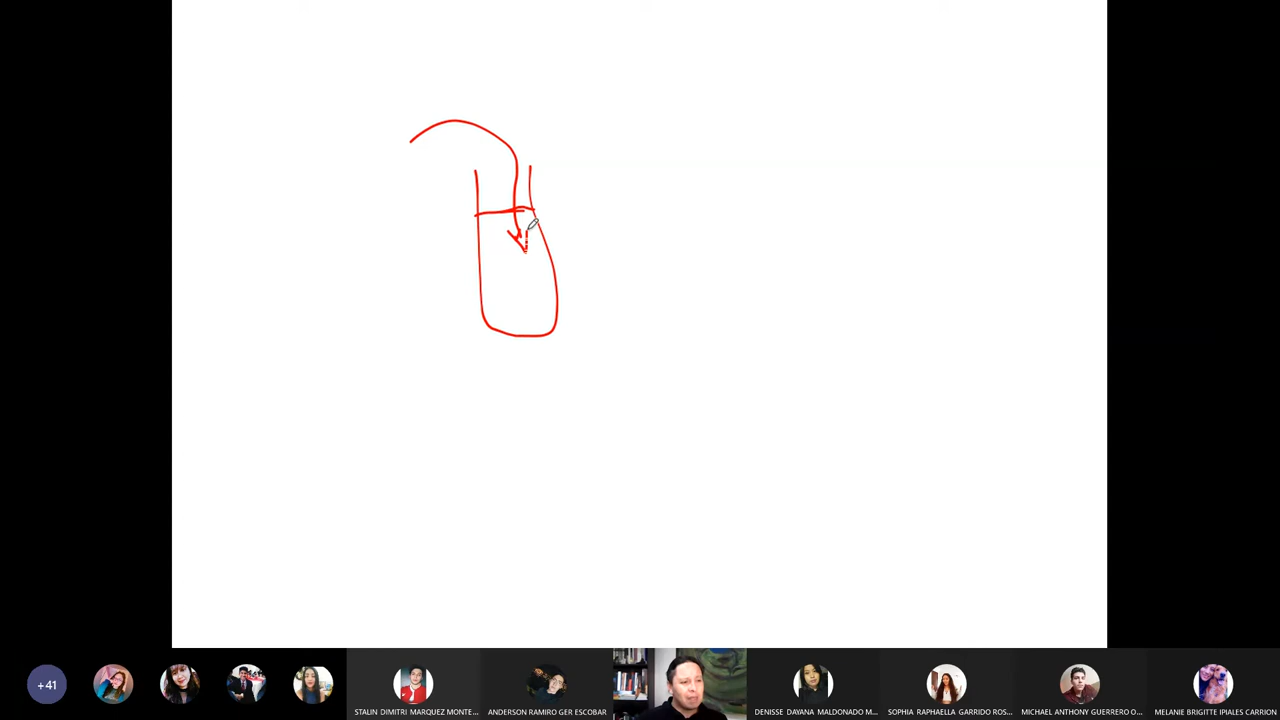 +41
STALIN DIMITRI MARQUEZ MONTE...
ANDERSON RAMIRO GER ESCOBAR
DENISSE DAYANA MALDONADO M...
SOPHIA RAPHAELLA GARRIDO ROS...
MICHAEL ANTHONY GUERRERO O...
MELANIE BRIGITTE IPIALES CARRION